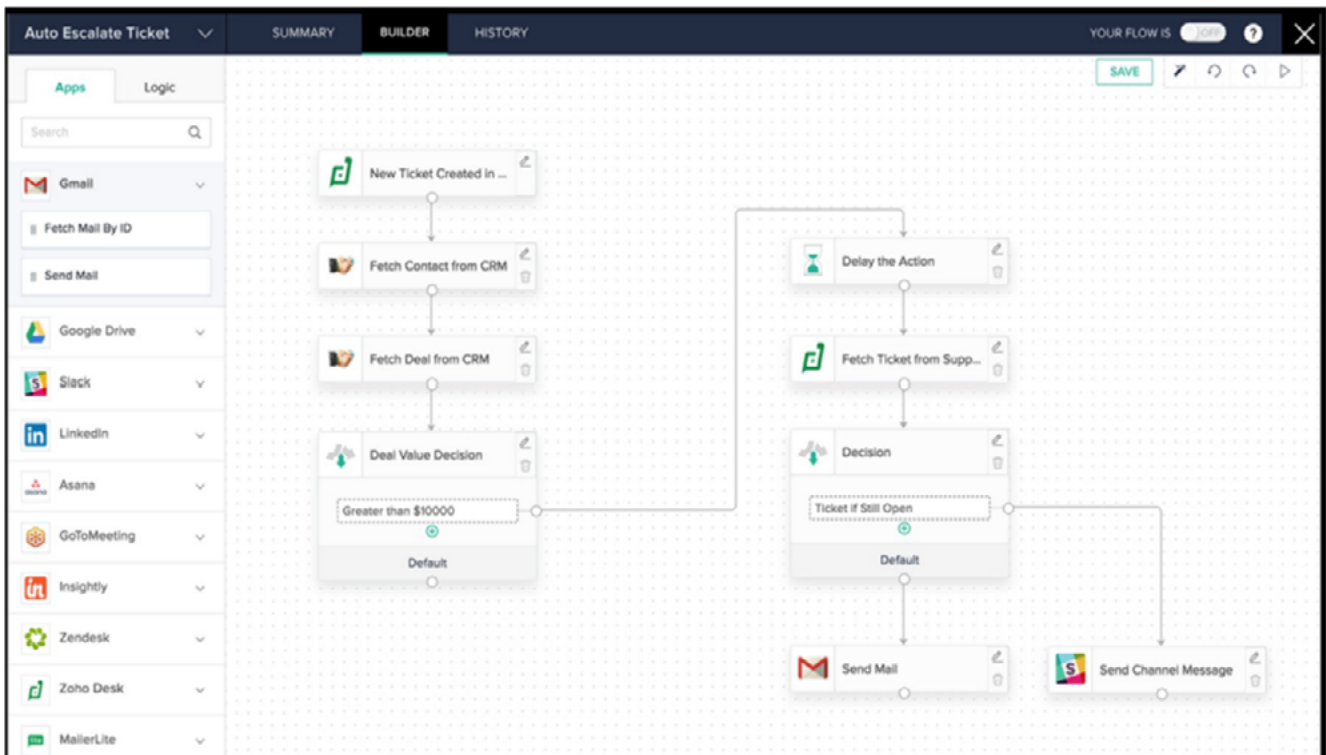 Auto Escalate Ticket
SUMMARY
BUILDER
HISTORY
YOUR FLOW IS
OFF
?
Apps
Logic
SAVE
Search
Gmail
Fetch Mail By ID
Send Mail
Google Drive
Slack
LinkedIn
asana
Asana
GoToMeeting
Insightly
Zendesk
Zoho Desk
MailerLite
New Ticket Created in ...
Fetch Contact from CRM
Fetch Deal from CRM
Deal Value Decision
Greater than $10000
Default
Delay the Action
Fetch Ticket from Supp...
Decision
Ticket if Still Open
Default
Send Mail
Send Channel Message